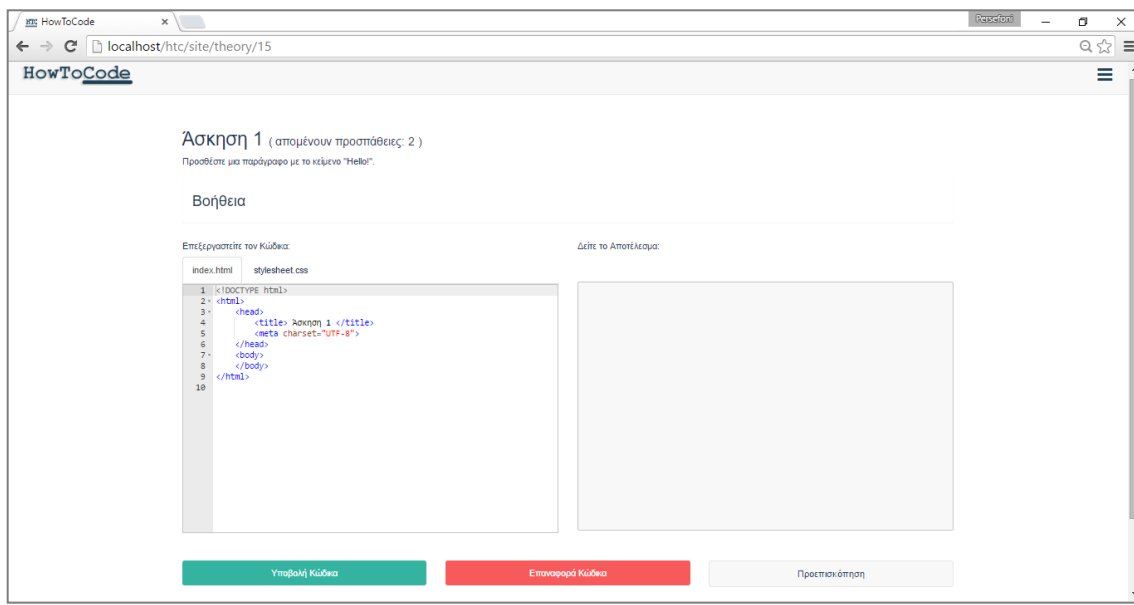 HowToCode
Persefoni
localhost/htc/site/theory/15
HowToCode
Άσκηση 1 ( απομένουν προσπάθειες: 2 )
Προσθέστε μια παράγραφο με το κείμενο "Hello!".
Βοήθεια
Επεξεργαστείτε τον Κώδικα:
Δείτε το Αποτέλεσμα:
index.html stylesheet.css
1 <!DOCTYPE html>
2 <html>
3 <head>
4 <title> Άσκηση 1 </title>
5 <meta charset="UTF-8">
6 </head>
7 <body>
8 </body>
9 </html>
10
Υποβολή Κώδικα
Επαναφορά Κώδικα
Προεπισκόπηση